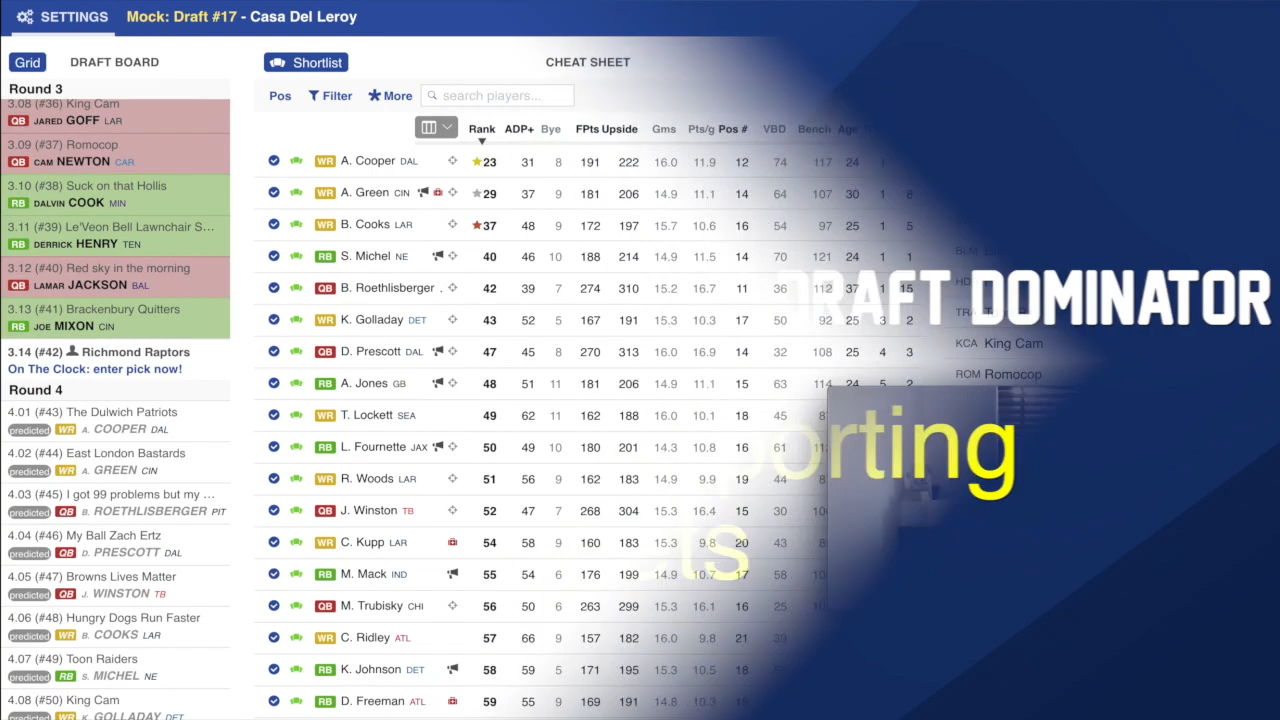 SETTINGS
Mock: Draft #17 - Casa Del Leroy
Grid
DRAFT BOARD
Round 3
3.08 (#36) King Cam
QB JARED GOFF LAR
3.09 (#37) Romocop
QB CAM NEWTON CAR
3.10 (#38) Suck on that Hollis
RB DALVIN COOK MIN
3.11 (#39) Le'Veon Bell Lawnchair S...
RB DERRICK HENRY TEN
3.12 (#40) Red sky in the morning
QB LAMAR JACKSON BAL
3.13 (#41) Brackenbury Quitters
RB JOE MIXON CIN
3.14 (#42) Richmond Raptors
On The Clock: enter pick now!
Round 4
4.01 (#43) The Dulwich Patriots
predicted WR A. COOPER DAL
4.02 (#44) East London Bastards
predicted WR A. GREEN CIN
4.03 (#45) I got 99 problems but my ...
predicted QB B. ROETHLISBERGER PIT
4.04 (#46) My Ball Zach Ertz
predicted QB D. PRESCOTT DAL
4.05 (#47) Browns Lives Matter
predicted QB J. WINSTON TB
4.06 (#48) Hungry Dogs Run Faster
predicted WR B. COOKS LAR
4.07 (#49) Toon Raiders
predicted RB S. MICHEL NE
4.08 (#50) King Cam
predicted WR K. GOLLADAY DET
Shortlist
CHEAT SHEET
Pos Filter More search players...
Rank ADP+ Bye FPts Upside Gms Pts/g Pos # VBD Bench Age
WR A. Cooper DAL 23 31 8 191 222 16.0 11.9 12 74 117 24 1
WR A. Green CIN 29 37 9 181 206 14.9 11.1 14 64 107 30 1 8
WR B. Cooks LAR 37 48 9 172 197 15.7 10.6 16 54 97 25 1 5
RB S. Michel NE 40 46 10 188 214 14.9 11.5 14 70 121 24 1 1
QB B. Roethlisberger . 42 39 7 274 310 15.2 16.7 11 36 112 37 1 15
WR K. Golladay DET 43 52 5 167 191 15.3 10.3 17 50 92 25 3 2
QB D. Prescott DAL 47 45 8 270 313 16.0 16.9 14 32 108 25 4 3
RB A. Jones GB 48 51 11 181 206 14.9 11.1 15 63 114 24 5 2
WR T. Lockett SEA 49 62 11 162 188 16.0 10.1 18 45
RB L. Fournette JAX 50 49 10 180 201 14.3 10.8 16 61
WR R. Woods LAR 51 56 9 162 183 14.9 9.9 19 44
QB J. Winston TB 52 47 7 268 304 15.3 16.4 15 30
WR C. Kupp LAR 54 58 9 160 183 15.3 9.8 20 43
RB M. Mack IND 55 54 6 176 199 14.9 10.7 17 58
QB M. Trubisky CHI 56 50 6 263 299 15.3 16.1 16 25
WR C. Ridley ATL 57 66 9 157 182 16.0 9.8 21 39
RB K. Johnson DET 58 59 5 171 195 15.3 10.5 18
RB D. Freeman ATL 59 55 9 169 191 14.8
DRAFT DOMINATOR
KCA King Cam
ROM Romocop